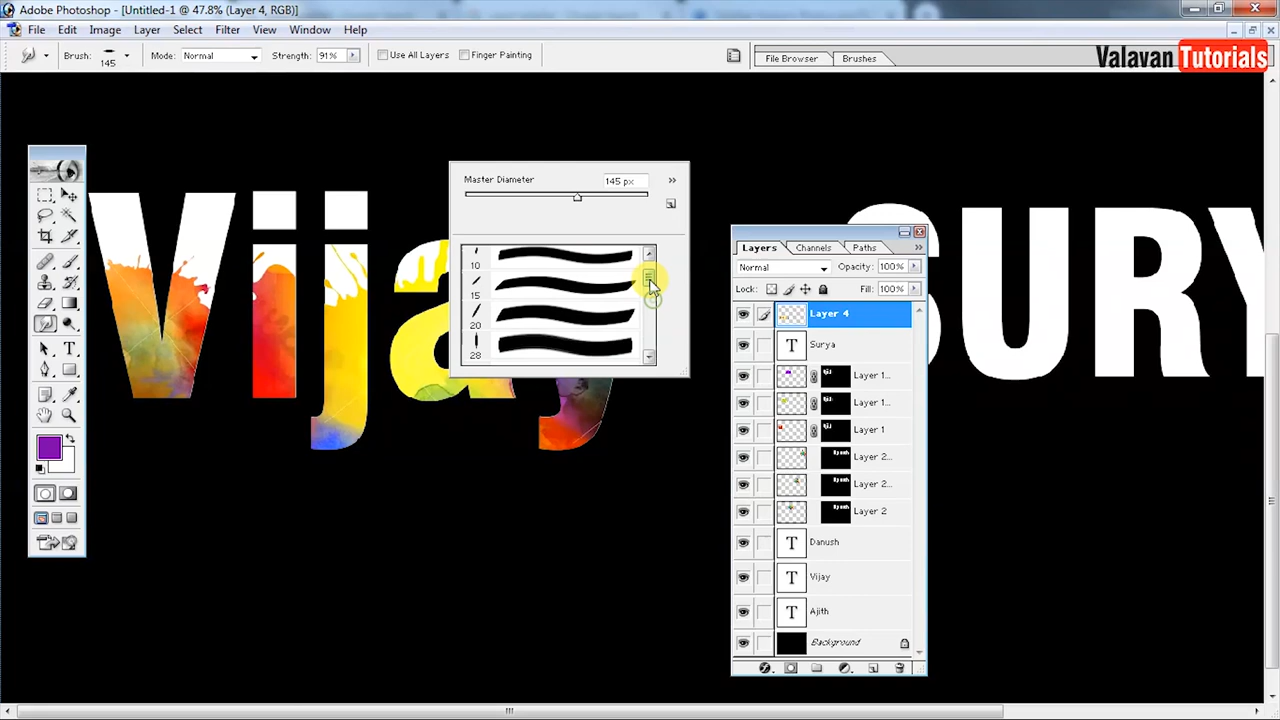 Adobe Photoshop - [Untitled-1 @ 47.8% (Layer 4, RGB)]
File Edit Image Layer Select Filter View Window Help
Brush: 145 Mode: Normal Strength: 91% Use All Layers File Browser Brushes
Valavan Tutorials
Vijay
SURY
Master Diameter 145 px
10
15
20
28
Layers Channels Paths
Normal Opacity: 100%
Lock: Fill: 100%
Layer 4
T Surya
Layer 1...
Layer 1...
Layer 1
Layer 2...
Layer 2...
Layer 2
T Danush
T Vijay
T Ajith
Background